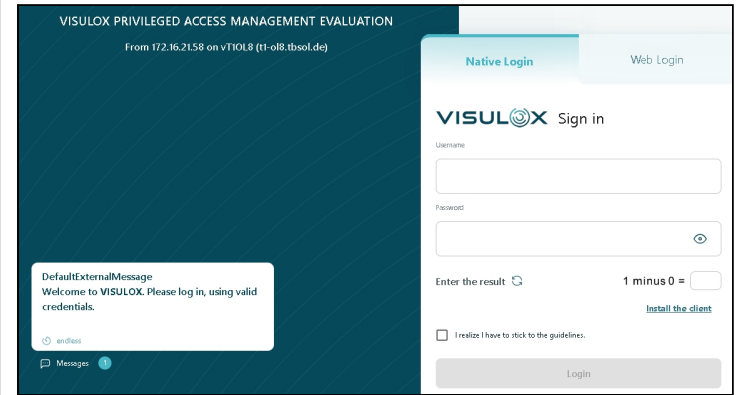 VISULOX PRIVILEGED ACCESS MANAGEMENT EVALUATION
From 172.16.21.58 on vT1OL8 (t1-ol8.tbsol.de)
Native Login
Web Login
VISULOX Sign in
Username
Password
Enter the result 1 minus 0 =
Install the client
I realize I have to stick to the guidelines.
Login
DefaultExternalMessage
Welcome to VISULOX. Please log in, using valid
credentials.
endless
Messages 1